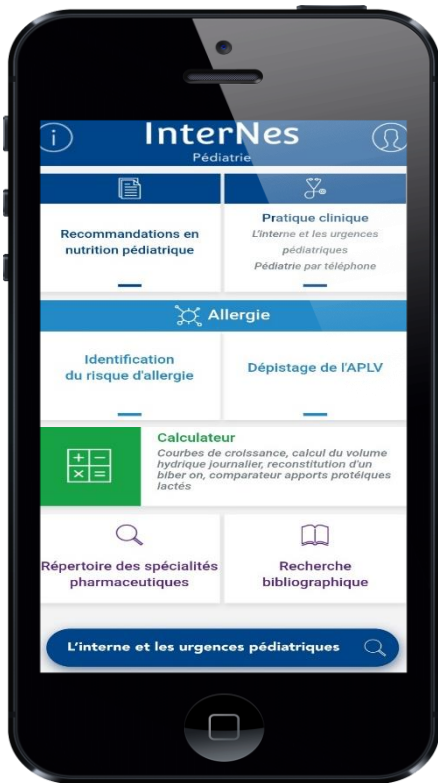 InterNes
Pédiatrie
Recommandations en
nutrition pédiatrique
Pratique clinique
L'interne et les urgences
pédiatriques
Pédiatrie par téléphone
Allergie
Identification
du risque d'allergie
Dépistage de l'APLV
Calculateur
Courbes de croissance, calcul du volume
hydrique journalier, reconstitution d'un
biber on, comparateur apports protéiques
lactés
Répertoire des spécialités
pharmaceutiques
Recherche
bibliographique
L'interne et les urgences pédiatriques